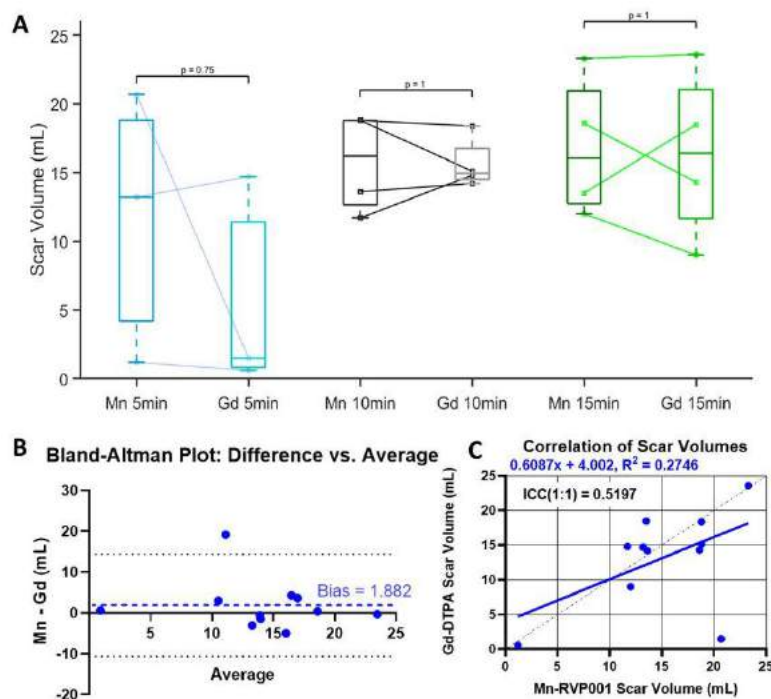 A
25
20
15
10
5
0
Scar Volume (mL)
p = 0.75
p = 1
p = 1
Mn 5min Gd 5min Mn 10min Gd 10min Mn 15min Gd 15min
B
Bland-Altman Plot: Difference vs. Average
30
20
10
0
-10
-20
Mn - Gd (mL)
Bias = 1.882
5 10 15 20 25
Average
C
Correlation of Scar Volumes
0.6087x + 4.002, R² = 0.2746
ICC(1:1) = 0.5197
25
20
15
10
5
0
Gd-DTPA Scar Volume (mL)
0 5 10 15 20 25
Mn-RVP001 Scar Volume (mL)